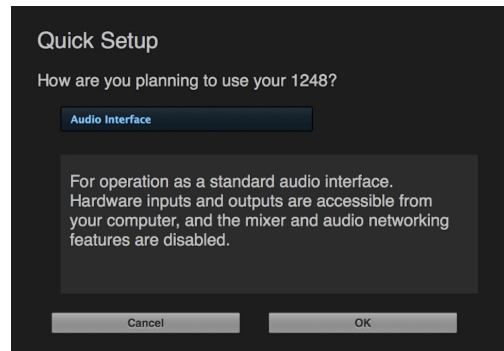 Quick Setup
How are you planning to use your 1248?
Audio Interface
For operation as a standard audio interface.
Hardware inputs and outputs are accessible from
your computer, and the mixer and audio networking
features are disabled.
Cancel
OK